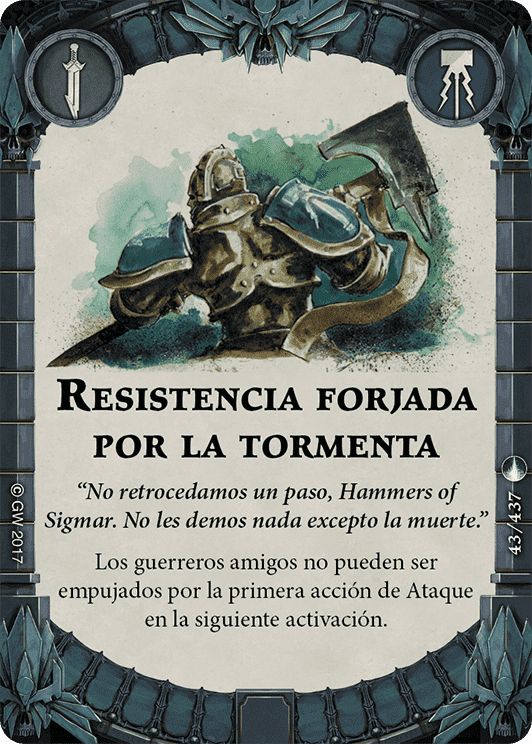 Resistencia forjada
por la tormenta
“No retrocedamos un paso, Hammers of
Sigmar. No les demos nada excepto la muerte.”
Los guerreros amigos no pueden ser
empujados por la primera acción de Ataque
en la siguiente activación.
© GW 2017
43/437